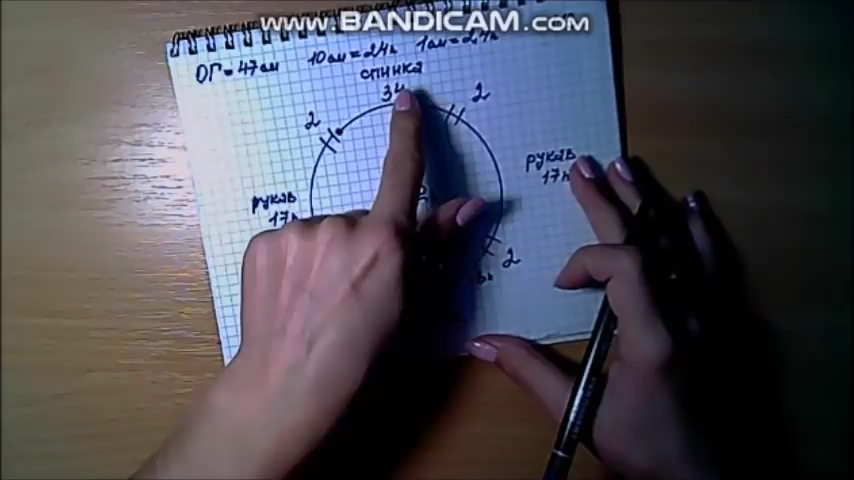 www.BANDICAM.com
ОГ = 47см 10см = 24п 1см = 2,4п
спинка
34
2
2
рукав
17п
рукав
17п
2